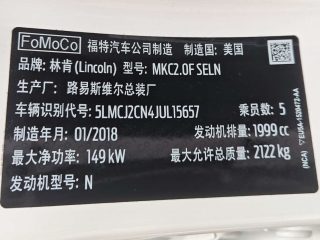 FoMoCo 福特汽车公司制造 制造国: 美国
品牌: 林肯(Lincoln) 型号: MKC2.0F SELN
生产厂: 路易斯维尔总装厂
车辆识别代号: 5LMCJ2CN4JUL15657 乘员数: 5
制造年月: 01/2018 发动机排量: 1999 cc
最大净功率: 149 kW 最大允许总质量: 2122 kg
发动机型号: N
(NCA)